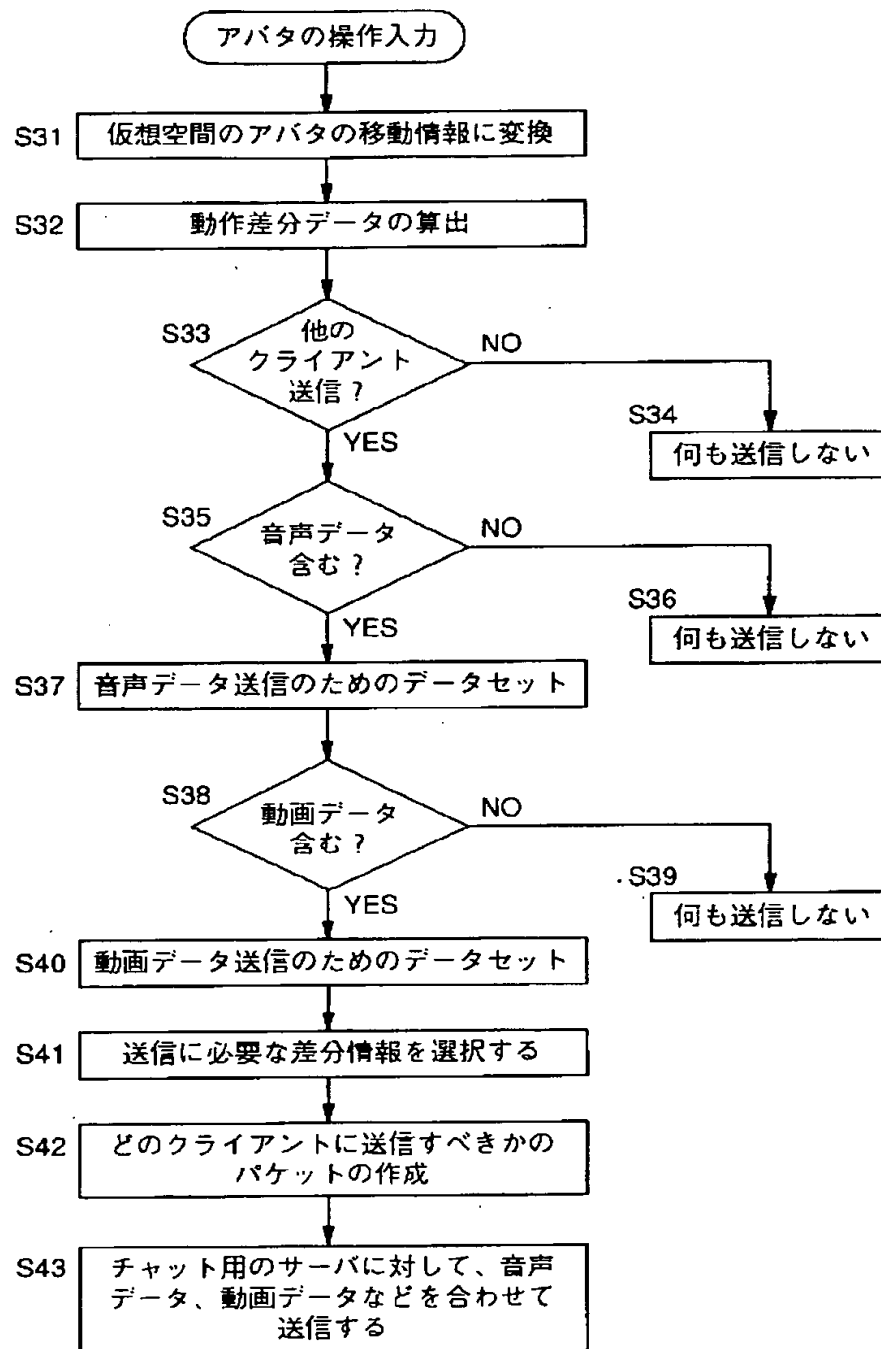 アバタの操作入力
S31
仮想空間のアバタの移動情報に変換
S32
動作差分データの算出
S33
他の
クライアント
送信？
NO
YES
S34
何も送信しない
S35
音声データ
含む？
NO
YES
S36
何も送信しない
S37
音声データ送信のためのデータセット
S38
動画データ
含む？
NO
YES
S39
何も送信しない
S40
動画データ送信のためのデータセット
S41
送信に必要な差分情報を選択する
S42
どのクライアントに送信すべきかの
パケットの作成
S43
チャット用のサーバに対して、音声
データ、動画データなどを合わせて
送信する